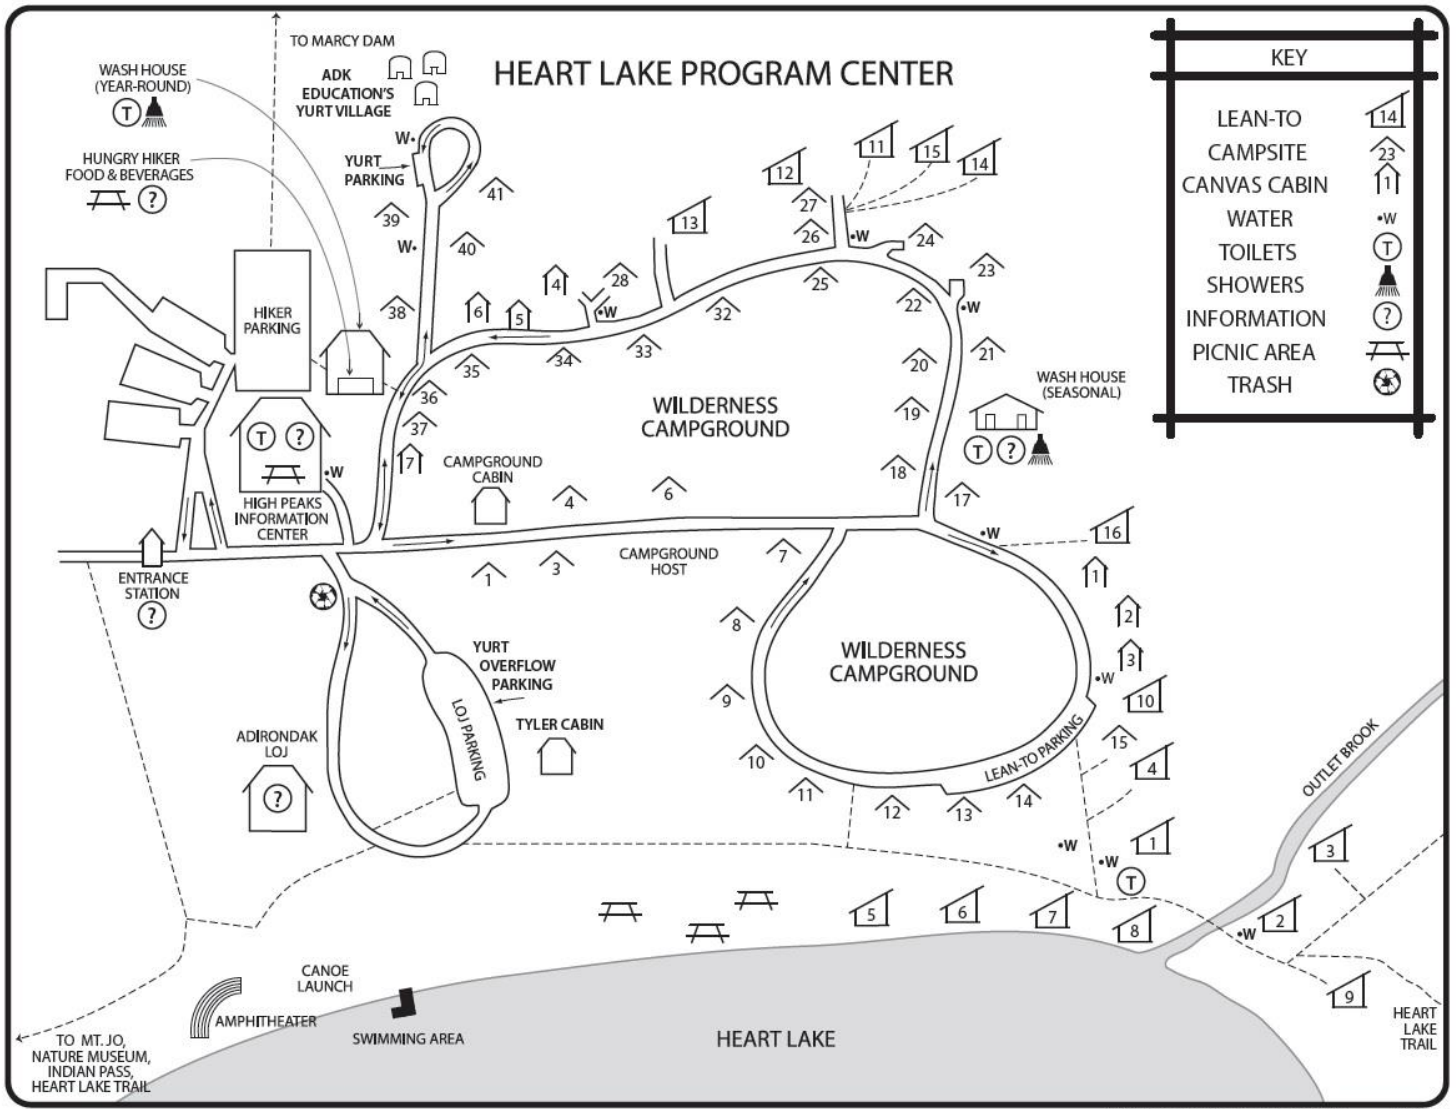 HEART LAKE PROGRAM CENTER
TO MARCY DAM
ADK
EDUCATION'S
YURT VILLAGE
WASH HOUSE
(YEAR-ROUND)
T
HUNGRY HIKER
FOOD & BEVERAGES
?
YURT
PARKING
W
W
41
39
40
38
KEY
LEAN-TO 14
CAMPSITE 23
CANVAS CABIN 1
WATER W
TOILETS T
SHOWERS
INFORMATION ?
PICNIC AREA
TRASH
11
15
14
12
27
26
W
24
13
23
25
22
W
28
4
W
6
5
32
33
34
35
21
20
HIKER
PARKING
36
37
7
19
18
17
WILDERNESS
CAMPGROUND
WASH HOUSE
(SEASONAL)
T ?
T ?
W
HIGH PEAKS
INFORMATION
CENTER
CAMPGROUND
CABIN
4
6
W
16
ENTRANCE
STATION
?
1
3
CAMPGROUND
HOST
7
1
2
3
8
W
10
9
WILDERNESS
CAMPGROUND
YURT
OVERFLOW
PARKING
LOJ PARKING
TYLER CABIN
ADIRONDAK
LOJ
?
10
11
12
13
14
LEAN-TO PARKING
15
4
OUTLET BROOK
W
W
1
T
3
5
6
7
8
W
2
9
CANOE
LAUNCH
AMPHITHEATER
SWIMMING AREA
HEART LAKE
HEART
LAKE
TRAIL
TO MT. JO,
NATURE MUSEUM,
INDIAN PASS,
HEART LAKE TRAIL